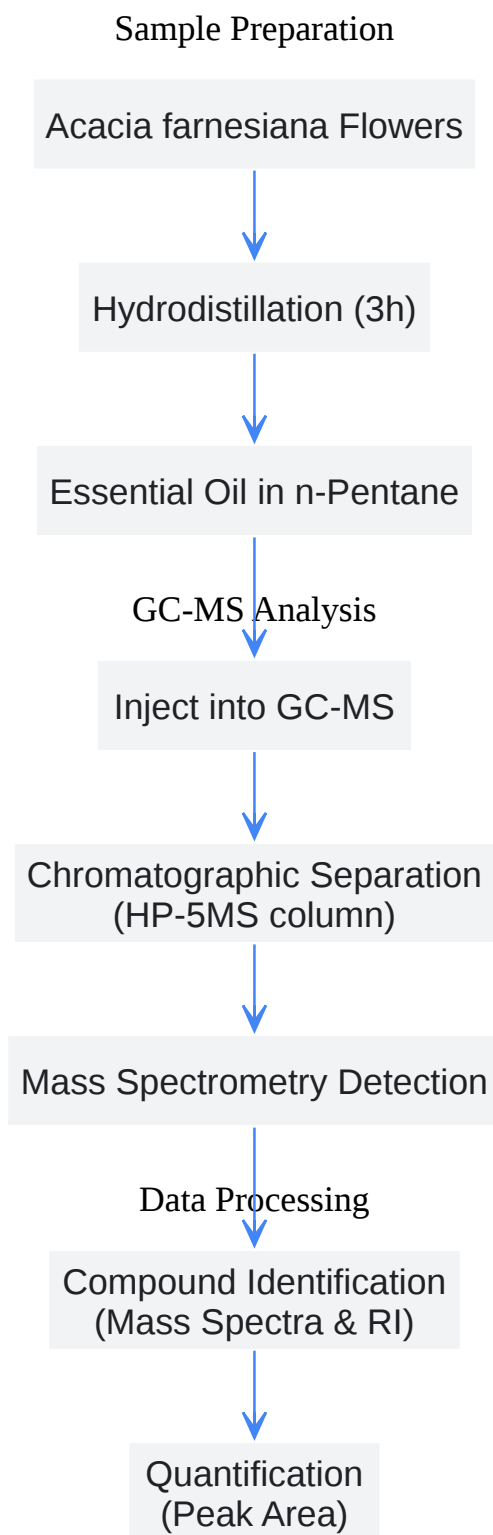 Sample Preparation
Acacia farnesiana Flowers
Hydrodistillation (3h)
Essential Oil in n-Pentane
GC-MS Analysis
Inject into GC-MS
Chromatographic Separation
(HP-5MS column)
Mass Spectrometry Detection
Data Processing
Compound Identification
(Mass Spectra & RI)
Quantification
(Peak Area)